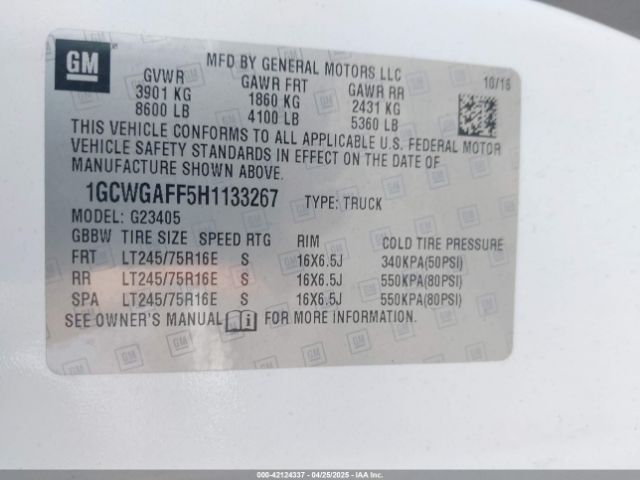 GM
MFD BY GENERAL MOTORS LLC
10/16
GVWR GAWR FRT GAWR RR
3901 KG 1860 KG 2431 KG
8600 LB 4100 LB 5360 LB
THIS VEHICLE CONFORMS TO ALL APPLICABLE U.S. FEDERAL MOTOR
VEHICLE SAFETY STANDARDS IN EFFECT ON THE DATE OF
MANUFACTURE SHOWN ABOVE.
1GCWGAFF5H1133267 TYPE: TRUCK
MODEL: G23405
GBBW TIRE SIZE SPEED RTG RIM COLD TIRE PRESSURE
FRT LT245/75R16E S 16X6.5J 340KPA(50PSI)
RR LT245/75R16E S 16X6.5J 550KPA(80PSI)
SPA LT245/75R16E S 16X6.5J 550KPA(80PSI)
SEE OWNER'S MANUAL FOR MORE INFORMATION.
000-42124337 - 04/25/2025 - IAA Inc.